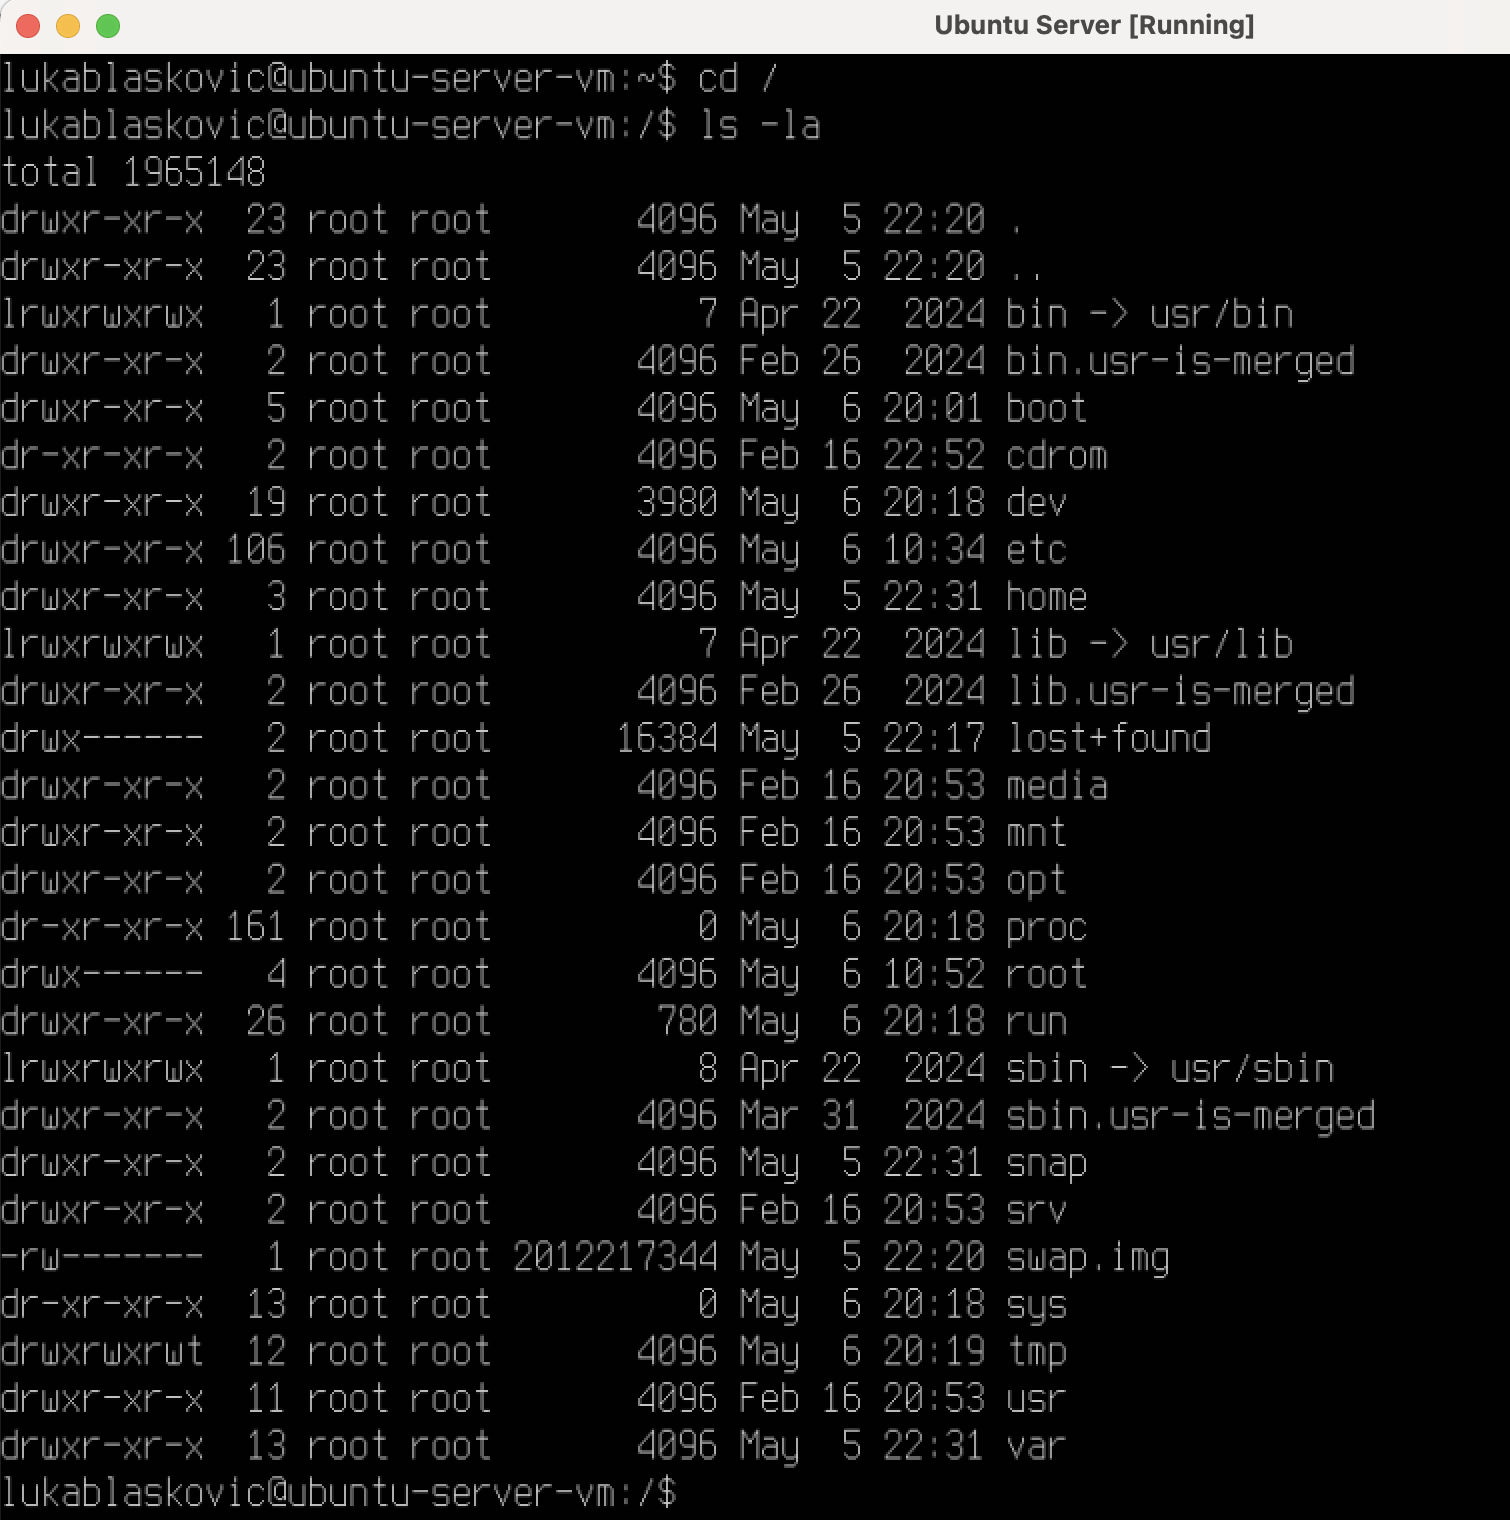 Ubuntu Server [Running]
lukablaskovic@ubuntu-server-vm:~$ cd /
lukablaskovic@ubuntu-server-vm:/$ ls -la
total 1965148
drwxr-xr-x  23 root root       4096 May  5 22:20 .
drwxr-xr-x  23 root root       4096 May  5 22:20 ..
lrwxrwxrwx   1 root root          7 Apr 22  2024 bin -> usr/bin
drwxr-xr-x   2 root root       4096 Feb 26  2024 bin.usr-is-merged
drwxr-xr-x   5 root root       4096 May  6 20:01 boot
dr-xr-xr-x   2 root root       4096 Feb 16 22:52 cdrom
drwxr-xr-x  19 root root       3980 May  6 20:18 dev
drwxr-xr-x 106 root root       4096 May  6 10:34 etc
drwxr-xr-x   3 root root       4096 May  5 22:31 home
lrwxrwxrwx   1 root root          7 Apr 22  2024 lib -> usr/lib
drwxr-xr-x   2 root root       4096 Feb 26  2024 lib.usr-is-merged
drwx------   2 root root      16384 May  5 22:17 lost+found
drwxr-xr-x   2 root root       4096 Feb 16 20:53 media
drwxr-xr-x   2 root root       4096 Feb 16 20:53 mnt
drwxr-xr-x   2 root root       4096 Feb 16 20:53 opt
dr-xr-xr-x 161 root root          0 May  6 20:18 proc
drwx------   4 root root       4096 May  6 10:52 root
drwxr-xr-x  26 root root        780 May  6 20:18 run
lrwxrwxrwx   1 root root          8 Apr 22  2024 sbin -> usr/sbin
drwxr-xr-x   2 root root       4096 Mar 31  2024 sbin.usr-is-merged
drwxr-xr-x   2 root root       4096 May  5 22:31 snap
drwxr-xr-x   2 root root       4096 Feb 16 20:53 srv
-rw-------   1 root root 2012217344 May  5 22:20 swap.img
dr-xr-xr-x  13 root root          0 May  6 20:18 sys
drwxrwxrwt  12 root root       4096 May  6 20:19 tmp
drwxr-xr-x  11 root root       4096 Feb 16 20:53 usr
drwxr-xr-x  13 root root       4096 May  5 22:31 var
lukablaskovic@ubuntu-server-vm:/$